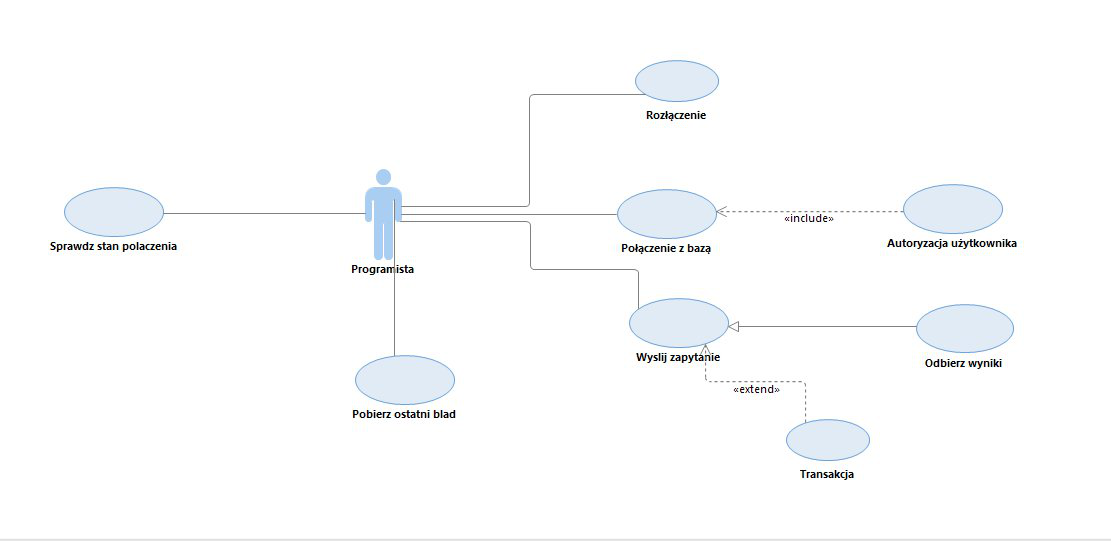 Rozłączenie
Sprawdz stan polaczenia
Programista
Połączenie z bazą
«include»
Autoryzacja użytkownika
Wyslij zapytanie
Odbierz wyniki
«extend»
Pobierz ostatni blad
Transakcja